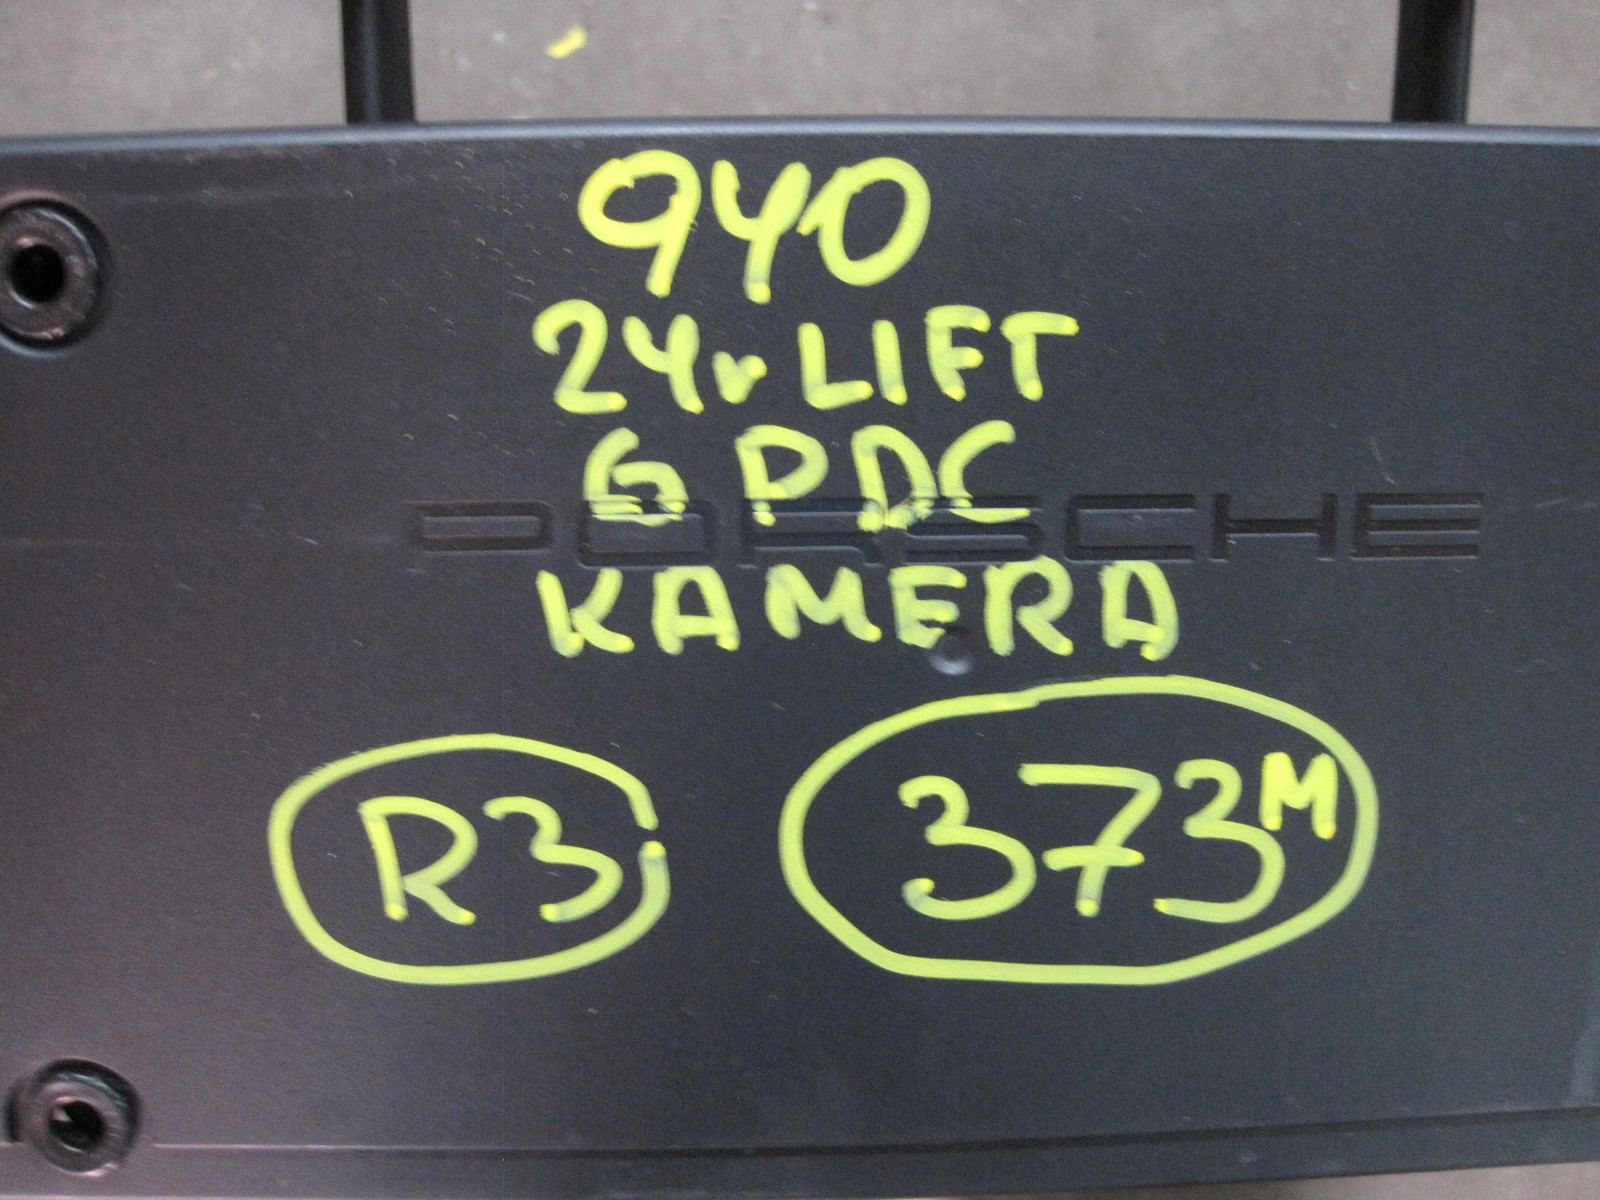 940
24r LIFT
6 PDC
PORSCHE
KAMERA
R3
373M